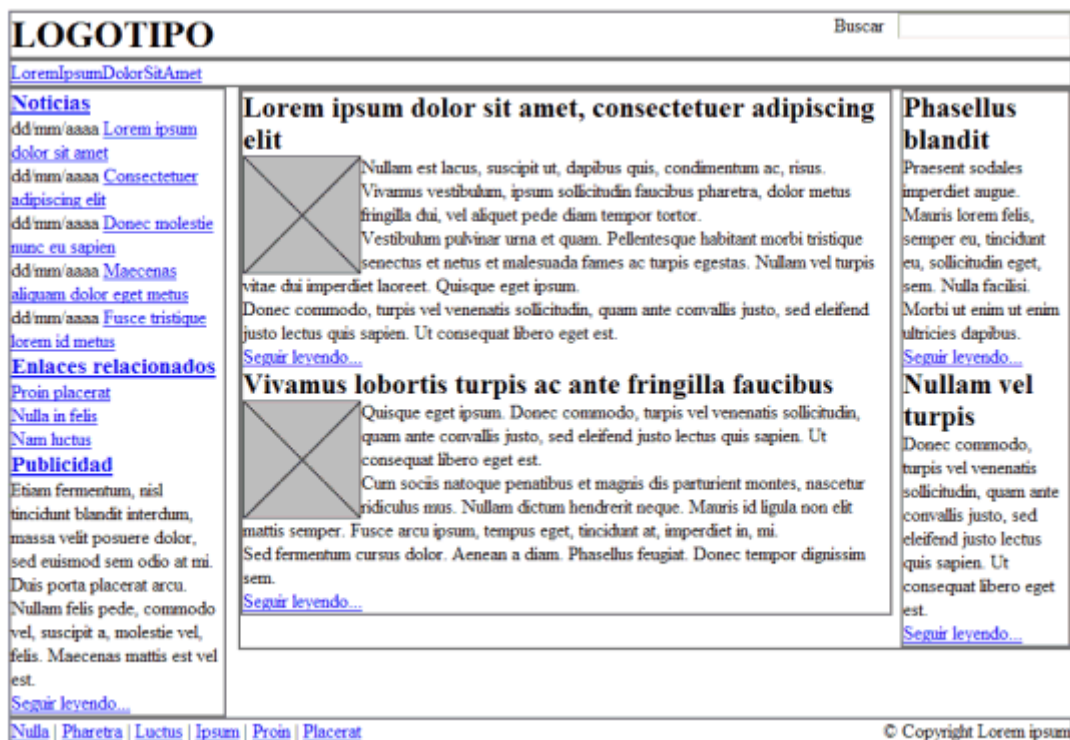 LOGOTIPO
Buscar
LoremIpsumDolorSitAmet
Noticias
dd/mm/aaaa Lorem ipsum
dolor sit amet
dd/mm/aaaa Consectetuer
adipiscing elit
dd/mm/aaaa Donec molestie
nunc eu sapien
dd/mm/aaaa Maecenas
aliquam dolor eget metus
dd/mm/aaaa Fusce tristique
lorem id metus
Enlaces relacionados
Proin placerat
Nulla in felis
Nam luctus
Publicidad
Etiam fermentum, nisl
tincidunt blandit interdum,
massa velit posuere dolor,
sed euismod sem odio at mi.
Duis porta placerat arcu.
Nullam felis pede, commodo
vel, suscipit a, molestie vel,
felis. Maecenas mattis est vel
est.
Seguir leyendo...
Lorem ipsum dolor sit amet, consectetuer adipiscing
elit
Nullam est lacus, suscipit ut, dapibus quis, condimentum ac, risus.
Vivamus vestibulum, ipsum sollicitudin faucibus pharetra, dolor metus
fringilla dui, vel aliquet pede diam tempor tortor.
Vestibulum pulvinar urna et quam. Pellentesque habitant morbi tristique
senectus et netus et malesuada fames ac turpis egestas. Nullam vel turpis
vitae dui imperdiet laoreet. Quisque eget ipsum.
Donec commodo, turpis vel venenatis sollicitudin, quam ante convallis justo, sed eleifend
justo lectus quis sapien. Ut consequat libero eget est.
Seguir leyendo...
Vivamus lobortis turpis ac ante fringilla faucibus
Quisque eget ipsum. Donec commodo, turpis vel venenatis sollicitudin,
quam ante convallis justo, sed eleifend justo lectus quis sapien. Ut
consequat libero eget est.
Cum sociis natoque penatibus et magnis dis parturient montes, nascetur
ridiculus mus. Nullam dictum hendrerit neque. Mauris id ligula non elit
mattis semper. Fusce arcu ipsum, tempus eget, tincidunt at, imperdiet in, mi.
Sed fermentum cursus dolor. Aenean a diam. Phasellus feugiat. Donec tempor dignissim
sem.
Seguir leyendo...
Phasellus
blandit
Praesent sodales
imperdiet augue.
Mauris lorem felis,
semper eu, tincidunt
eu, sollicitudin eget,
sem. Nulla facilisi.
Morbi ut enim ut enim
ultricies dapibus.
Seguir leyendo...
Nullam vel
turpis
Donec commodo,
turpis vel venenatis
sollicitudin, quam ante
convallis justo, sed
eleifend justo lectus
quis sapien. Ut
consequat libero eget
est.
Seguir leyendo...
Nulla | Pharetra | Luctus | Ipsum | Proin | Placerat
© Copyright Lorem ipsum